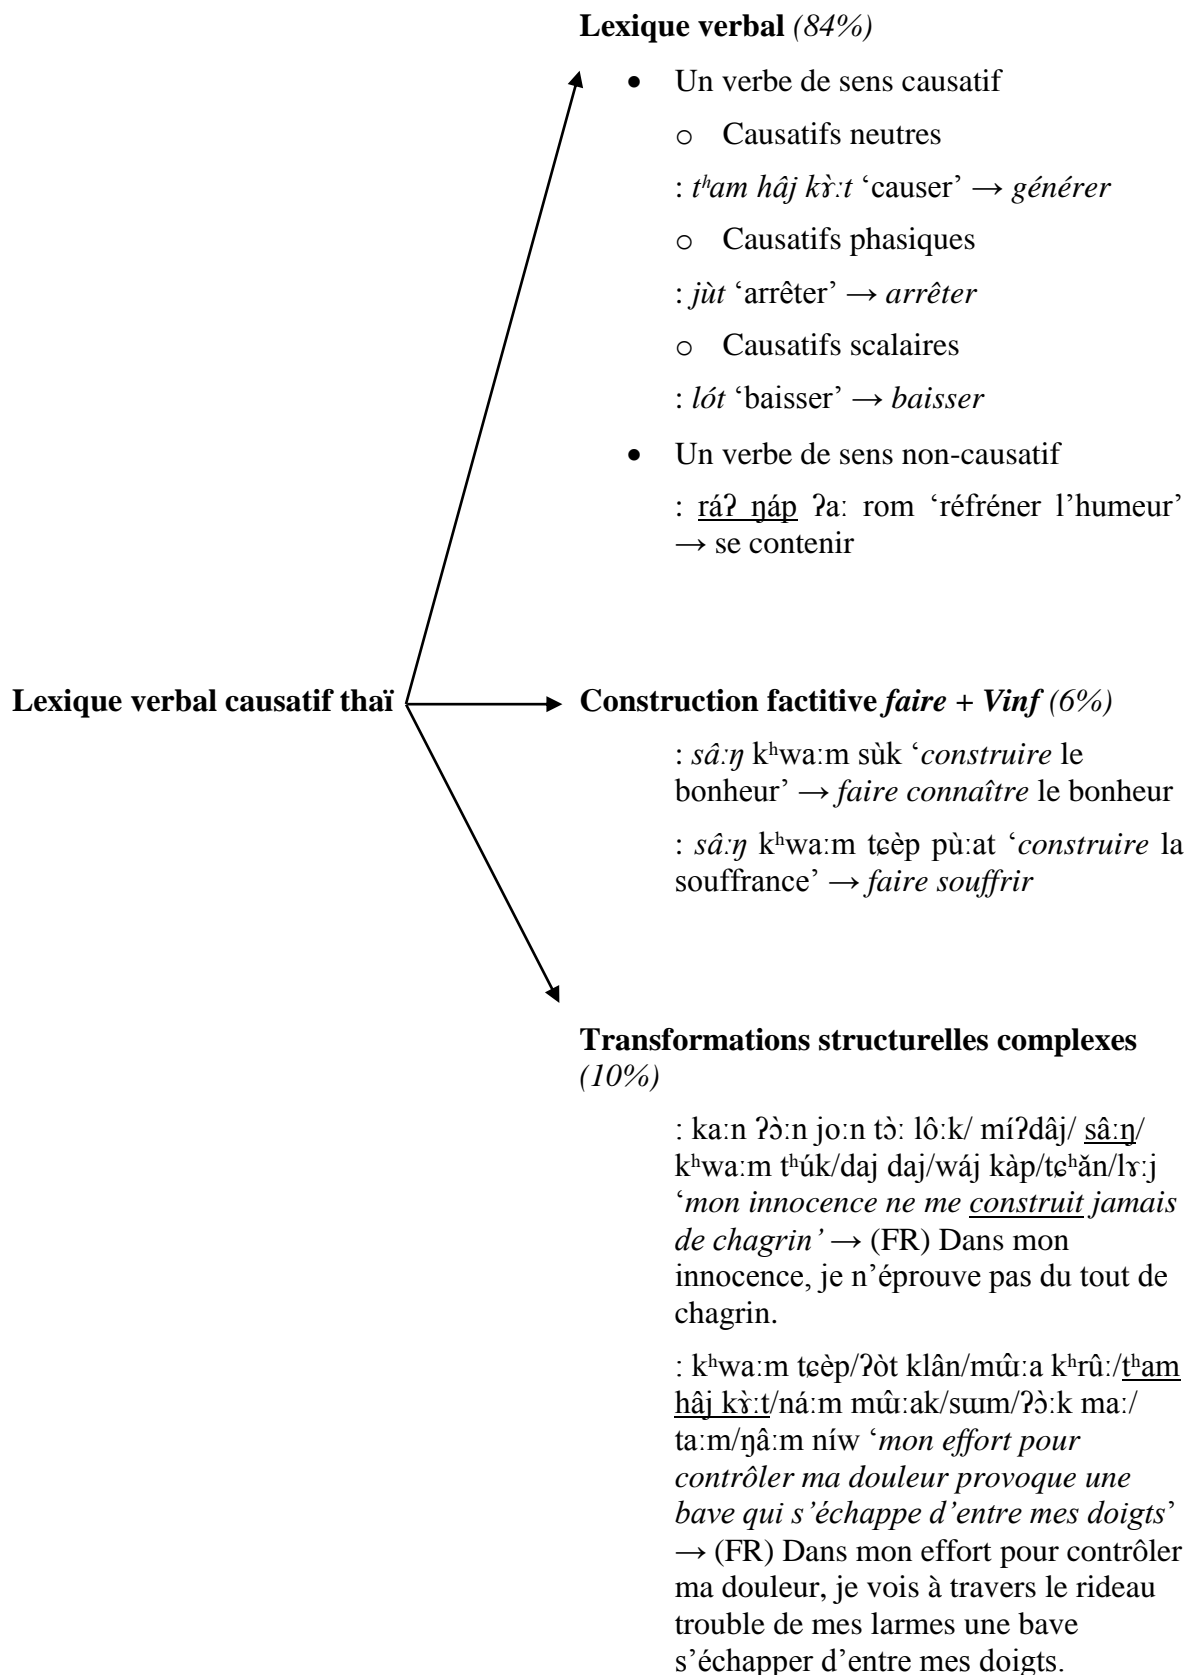 Lexique verbal (84%)
• Un verbe de sens causatif
o Causatifs neutres
: tʰam hâj kɤ̀ːt ‘causer’ → générer
o Causatifs phasiques
: jùt ‘arrêter’ → arrêter
o Causatifs scalaires
: lót ‘baisser’ → baisser
• Un verbe de sens non-causatif
: ráʔ ŋáp ʔaː rom ‘réfréner l’humeur’
→ se contenir
Lexique verbal causatif thaï
Construction factitive faire + Vinf (6%)
: sâːŋ kʰwaːm sùk ‘construire le
bonheur’ → faire connaître le bonheur
: sâːŋ kʰwaːm tɕèp pùːat ‘construire la
souffrance’ → faire souffrir
Transformations structurelles complexes
(10%)
: kaːn ʔɔ̀ːn joːn tɔ̀ː lôːk/ míʔdâj/ sâːŋ/
kʰwaːm tʰúk/daj daj/wáj kàp/tɕʰǎn/lɤːj
‘mon innocence ne me construit jamais
de chagrin’ → (FR) Dans mon
innocence, je n’éprouve pas du tout de
chagrin.
: kʰwaːm tɕèp/ʔòt klân/mɯ̂ːa kʰrûː/tʰam
hâj kɤ̀ːt/náːm mɯ̂ːak/sɯm/ʔɔ̀ːk maː/
taːm/ŋâːm níw ‘mon effort pour
contrôler ma douleur provoque une
bave qui s’échappe d’entre mes doigts’
→ (FR) Dans mon effort pour contrôler
ma douleur, je vois à travers le rideau
trouble de mes larmes une bave
s’échapper d’entre mes doigts.